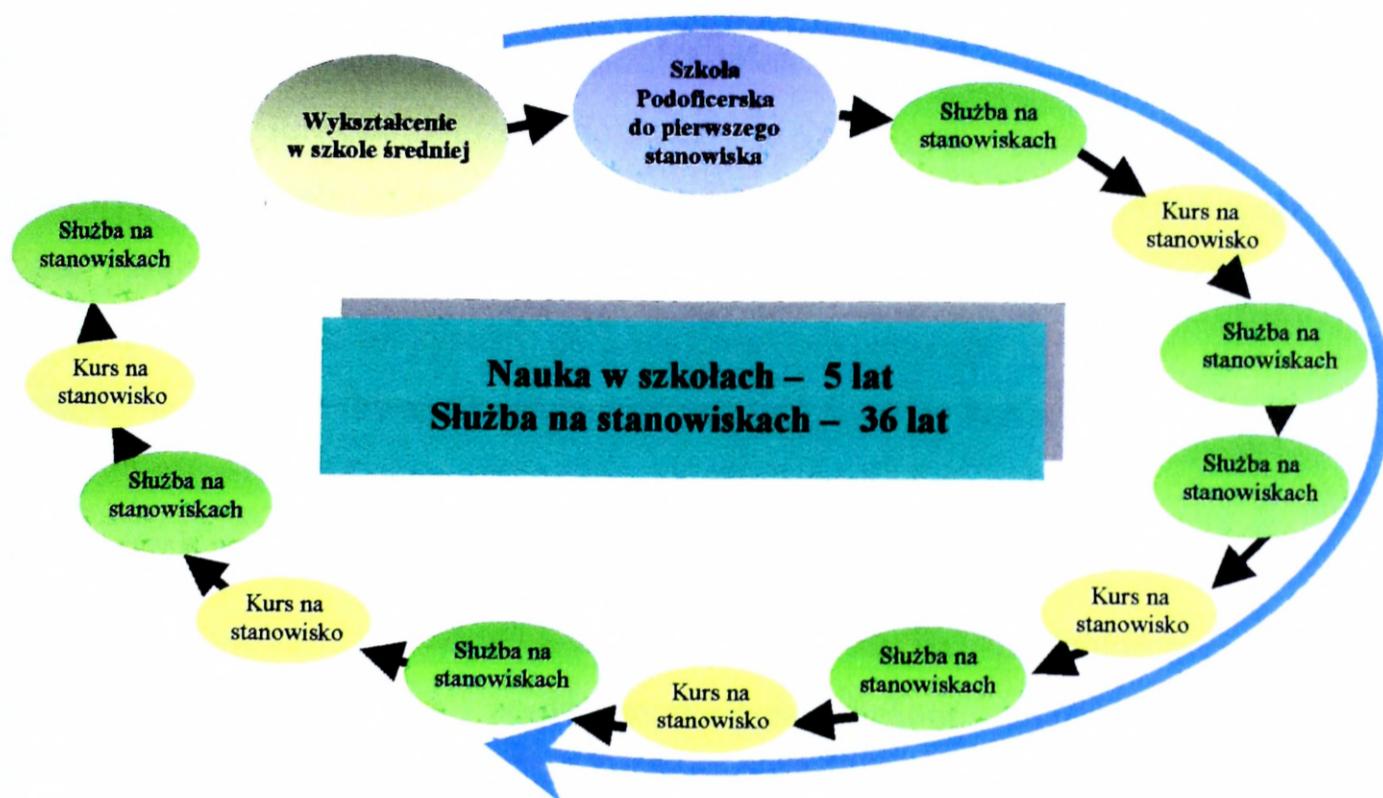 Wykształcenie
w szkole średniej
Szkoła
Podoficerska
do pierwszego
stanowiska
Służba na
stanowiskach
Kurs na
stanowisko
Służba na
stanowiskach
Służba na
stanowiskach
Kurs na
stanowisko
Służba na
stanowiskach
Kurs na
stanowisko
Służba na
stanowiskach
Kurs na
stanowisko
Służba na
stanowiskach
Kurs na
stanowisko
Służba na
stanowiskach
Nauka w szkołach – 5 lat
Służba na stanowiskach – 36 lat